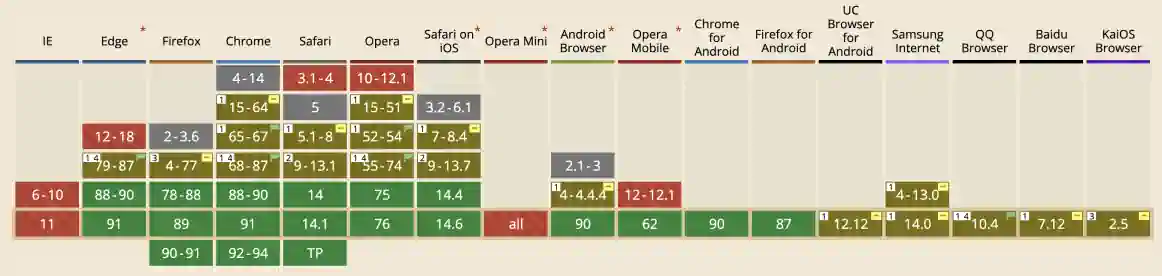 IE Edge * Firefox Chrome Safari Opera Safari on iOS * Opera Mini * Android Browser * Opera Mobile * Chrome for Android Firefox for Android UC Browser for Android Samsung Internet QQ Browser Baidu Browser KaiOS Browser
4-14 3.1-4 10-12.1
1 15-64 5 1 15-51 3.2-6.1
12-18 2-3.6 1 65-67 1 5.1-8 1 52-54 1 7-8.4
1 4 79-87 3 4-77 1 4 68-87 2 9-13.1 1 4 55-74 2 9-13.7 2.1-3
6-10 88-90 78-88 88-90 14 75 14.4 1 4-4.4.4 12-12.1 1 4-13.0
11 91 89 91 14.1 76 14.6 all 90 62 90 87 1 12.12 1 14.0 1 4 10.4 1 7.12 3 2.5
90-91 92-94 TP